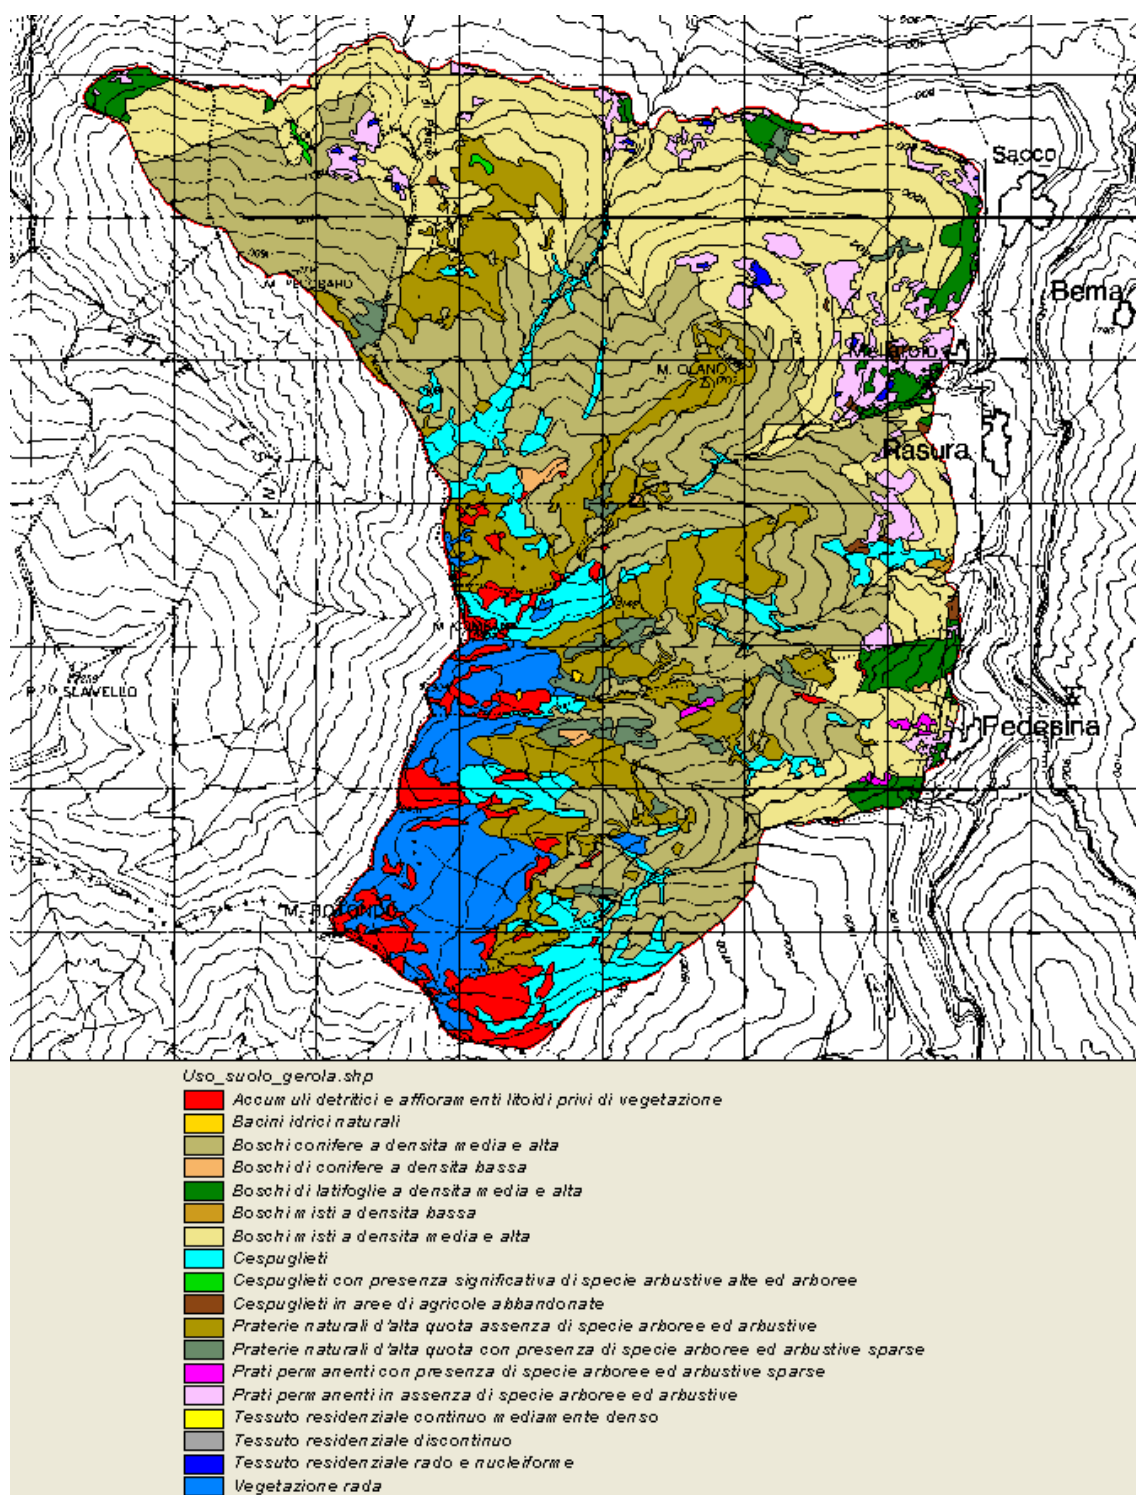 Sacco
Bema
M. OLANO
Rasura
Pedesina
Uso_suolo_gerola.shp
Accumuli detritici e affioramenti litoidi privi di vegetazione
Bacini idrici naturali
Boschi conifere a densita media e alta
Boschi di conifere a densita bassa
Boschi di latifoglie a densita media e alta
Boschi misti a densita bassa
Boschi misti a densita media e alta
Cespuglieti
Cespuglieti con presenza significativa di specie arbustive alte ed arboree
Cespuglieti in aree di agricole abbandonate
Praterie naturali d'alta quota assenza di specie arboree ed arbustive
Praterie naturali d'alta quota con presenza di specie arboree ed arbustive sparse
Prati permanenti con presenza di specie arboree ed arbustive sparse
Prati permanenti in assenza di specie arboree ed arbustive
Tessuto residenziale continuo mediamente denso
Tessuto residenziale discontinuo
Tessuto residenziale rado e nucleiforme
Vegetazione rada